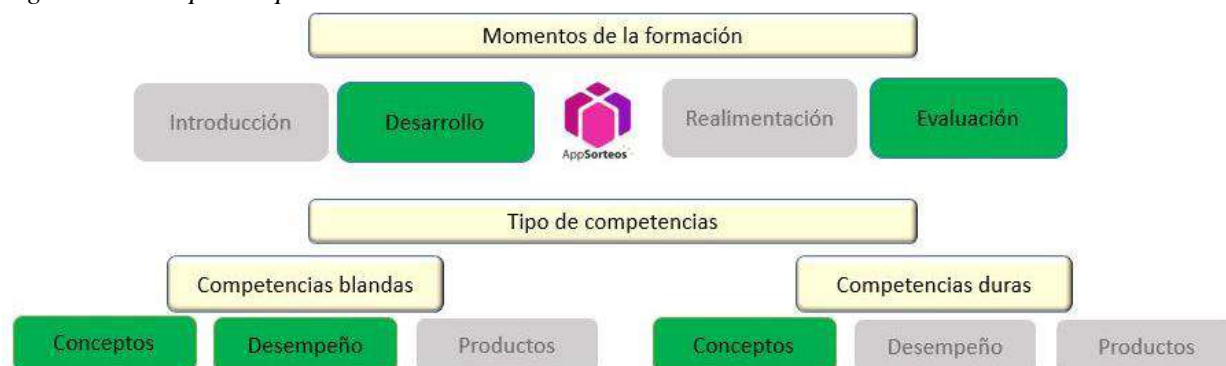 Momentos de la formación
Introducción
Desarrollo
AppSorteos
Realimentación
Evaluación
Tipo de competencias
Competencias blandas
Competencias duras
Conceptos
Desempeño
Productos
Conceptos
Desempeño
Productos